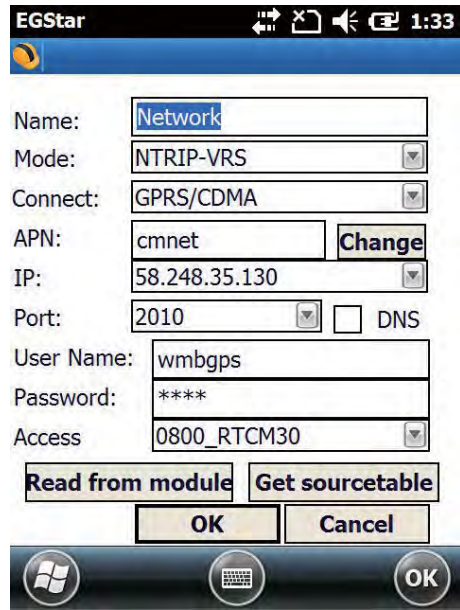 EGStar 1:33
Name: Network
Mode: NTRIP-VRS
Connect: GPRS/CDMA
APN: cmnet Change
IP: 58.248.35.130
Port: 2010 DNS
User Name: wmbgps
Password: ****
Access 0800_RTCM30
Read from module Get sourcetable
OK Cancel
OK